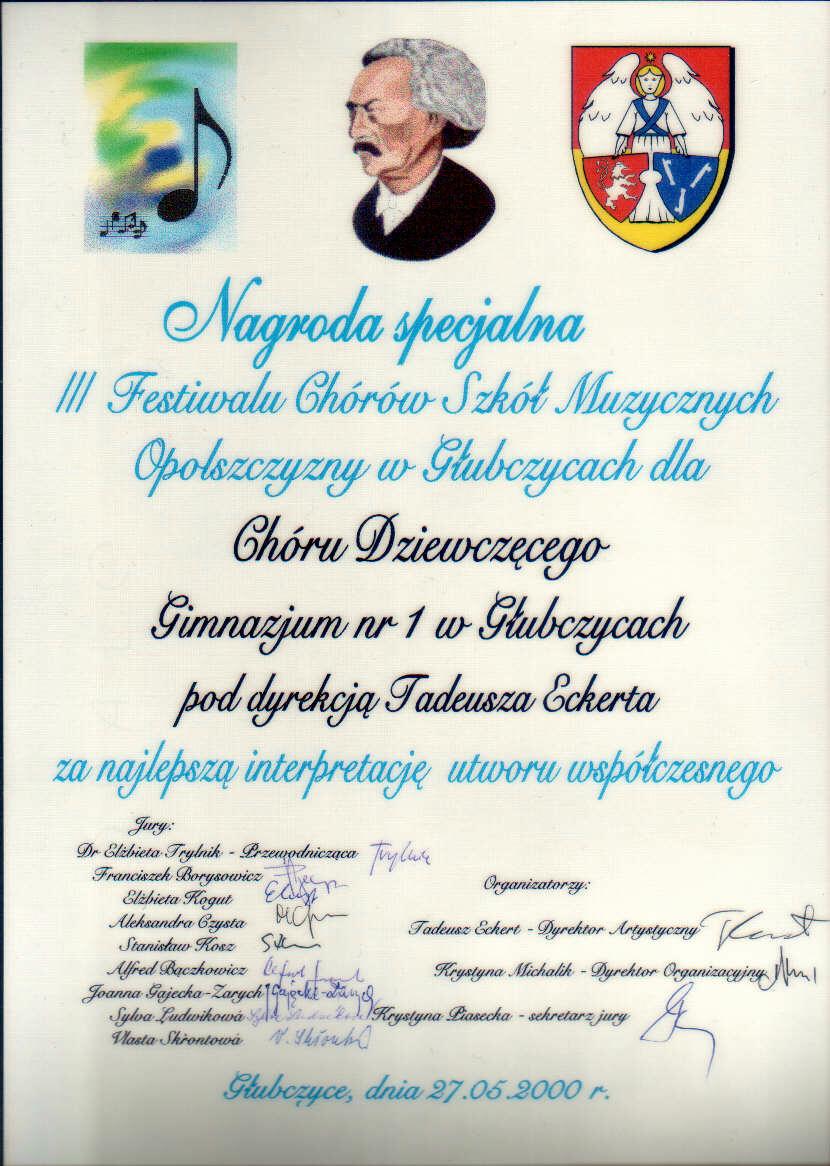 Nagroda specjalna
III Festiwalu Chórów Szkół Muzycznych
Opolszczyzny w Głubczycach dla
Chóru Dziewczęcego
Gimnazjum nr 1 w Głubczycach
pod dyrekcją Tadeusza Eckerta
za najlepszą interpretację utworu współczesnego
Jury:
Dr Elżbieta Trylnik - Przewodnicząca
Franciszek Borysowicz
Elżbieta Kogut
Aleksandra Czysta
Stanisław Kosz
Alfred Bączkowicz
Joanna Gajecka-Zarych
Sylva Ludwikowá
Vlasta Skřontowá
Organizatorzy:
Tadeusz Eckert - Dyrektor Artystyczny
Krystyna Michalik - Dyrektor Organizacyjny
Krystyna Piasecka - sekretarz jury
Głubczyce, dnia 27.05.2000 r.